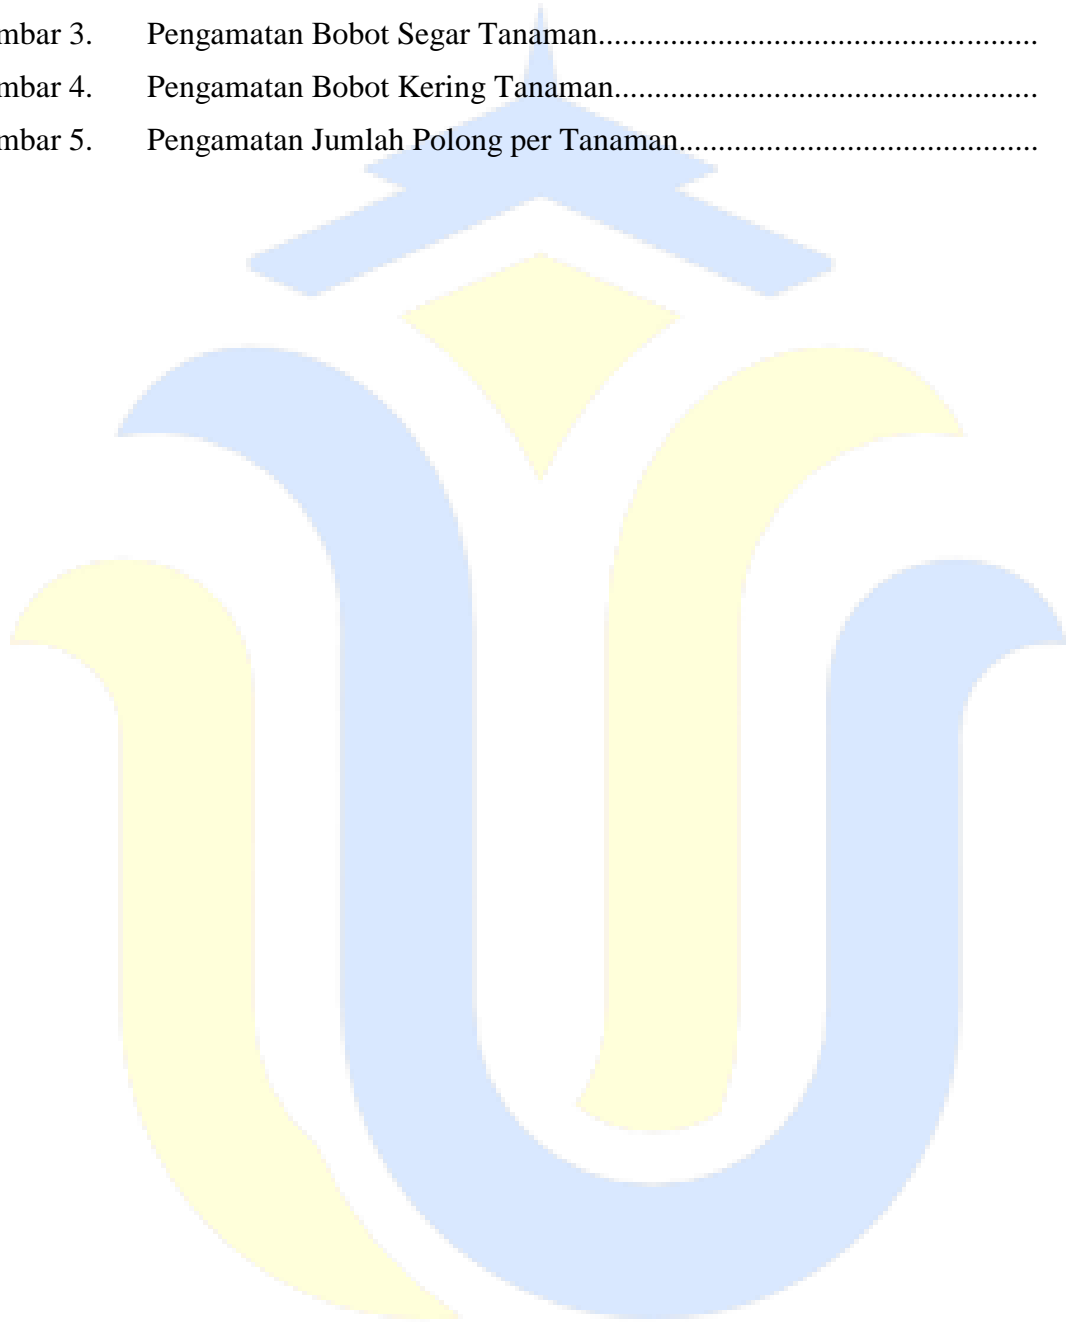 mbar 3. Pengamatan Bobot Segar Tanaman.......................................................
mbar 4. Pengamatan Bobot Kering Tanaman.....................................................
mbar 5. Pengamatan Jumlah Polong per Tanaman.............................................